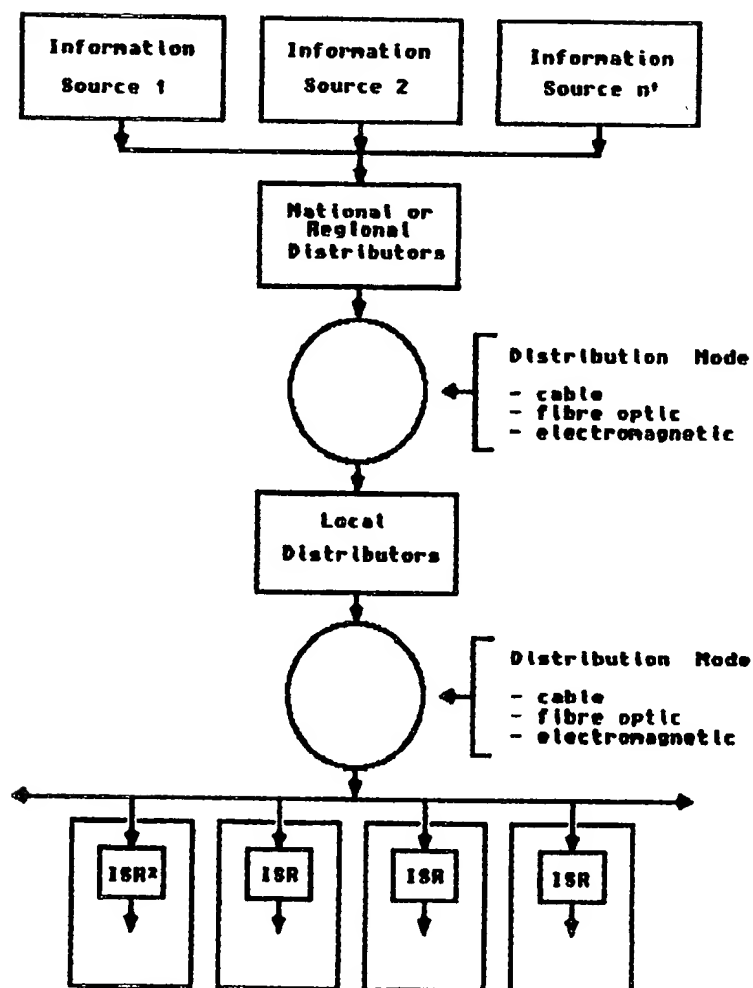 Information
Source 1
Information
Source 2
Information
Source n¹
National or
Regional
Distributors
Distribution Mode
- cable
- fibre optic
- electromagnetic
Local
Distributors
Distribution Mode
- cable
- fibre optic
- electromagnetic
ISR²
ISR
ISR
ISR